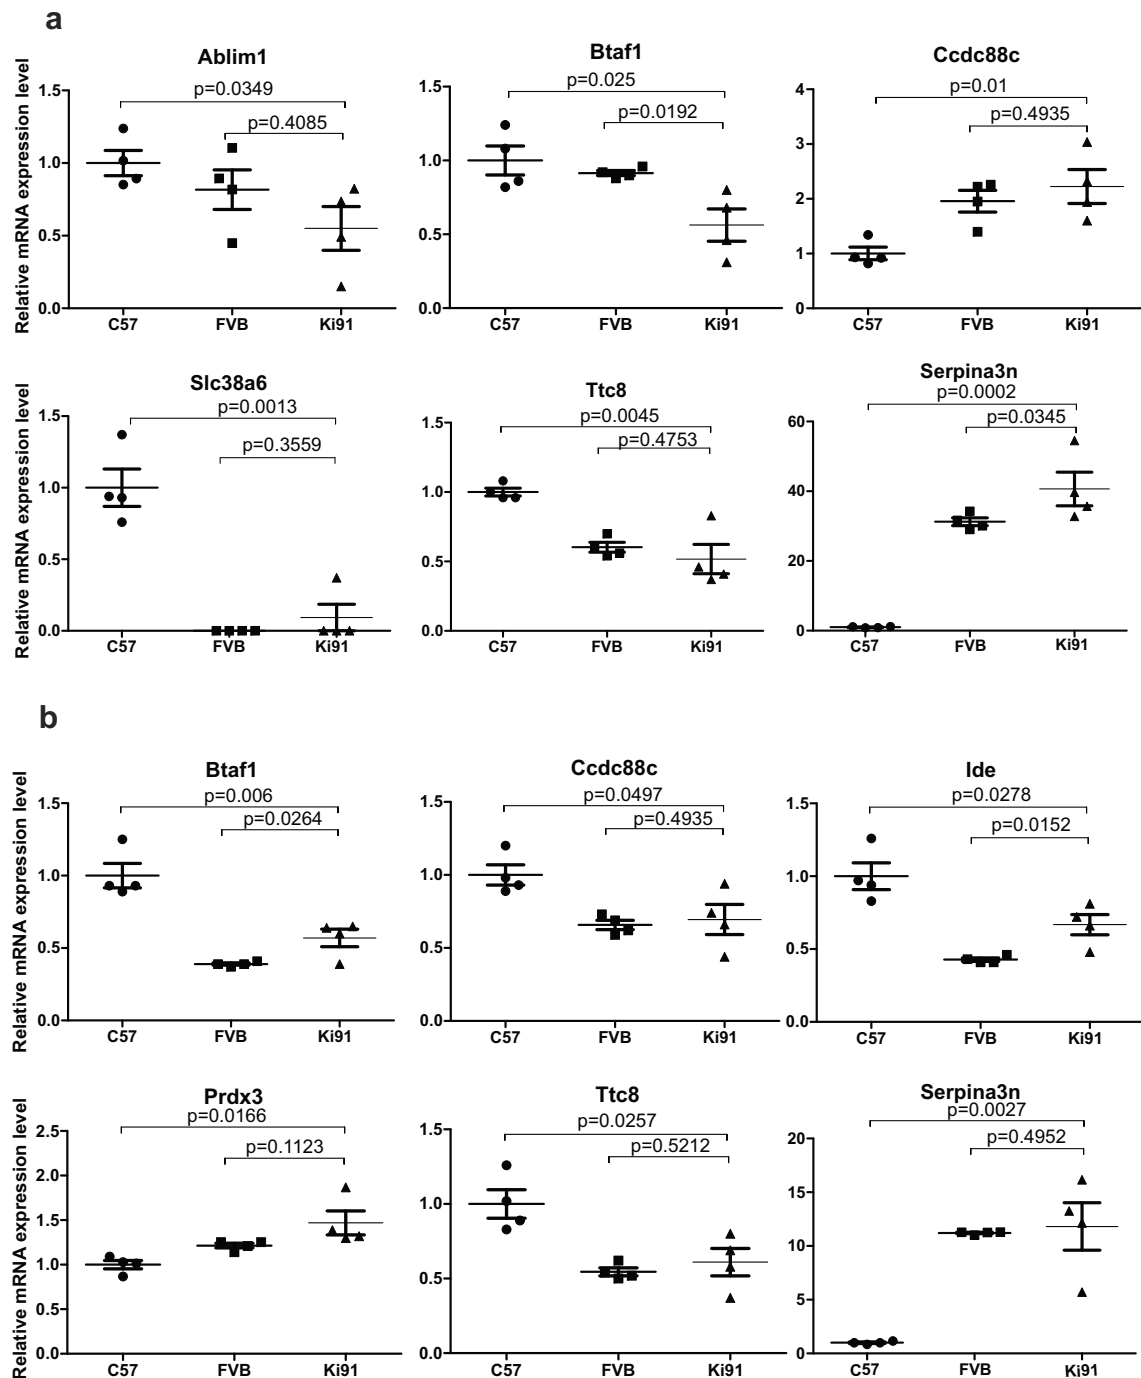 a
Ablim1
Relative mRNA expression level
1.5
1.0
0.5
0.0
p=0.0349
p=0.4085
C57 FVB Ki91
Btaf1
1.5
1.0
0.5
0.0
p=0.025
p=0.0192
C57 FVB Ki91
Ccdc88c
4
3
2
1
0
p=0.01
p=0.4935
C57 FVB Ki91
Slc38a6
Relative mRNA expression level
1.5
1.0
0.5
0.0
p=0.0013
p=0.3559
C57 FVB Ki91
Ttc8
1.5
1.0
0.5
0.0
p=0.0045
p=0.4753
C57 FVB Ki91
Serpina3n
60
40
20
0
p=0.0002
p=0.0345
C57 FVB Ki91
b
Btaf1
Relative mRNA expression level
1.5
1.0
0.5
0.0
p=0.006
p=0.0264
C57 FVB Ki91
Ccdc88c
1.5
1.0
0.5
0.0
p=0.0497
p=0.4935
C57 FVB Ki91
Ide
1.5
1.0
0.5
0.0
p=0.0278
p=0.0152
C57 FVB Ki91
Prdx3
Relative mRNA expression level
2.5
2.0
1.5
1.0
0.5
0.0
p=0.0166
p=0.1123
C57 FVB Ki91
Ttc8
1.5
1.0
0.5
0.0
p=0.0257
p=0.5212
C57 FVB Ki91
Serpina3n
20
15
10
5
0
p=0.0027
p=0.4952
C57 FVB Ki91